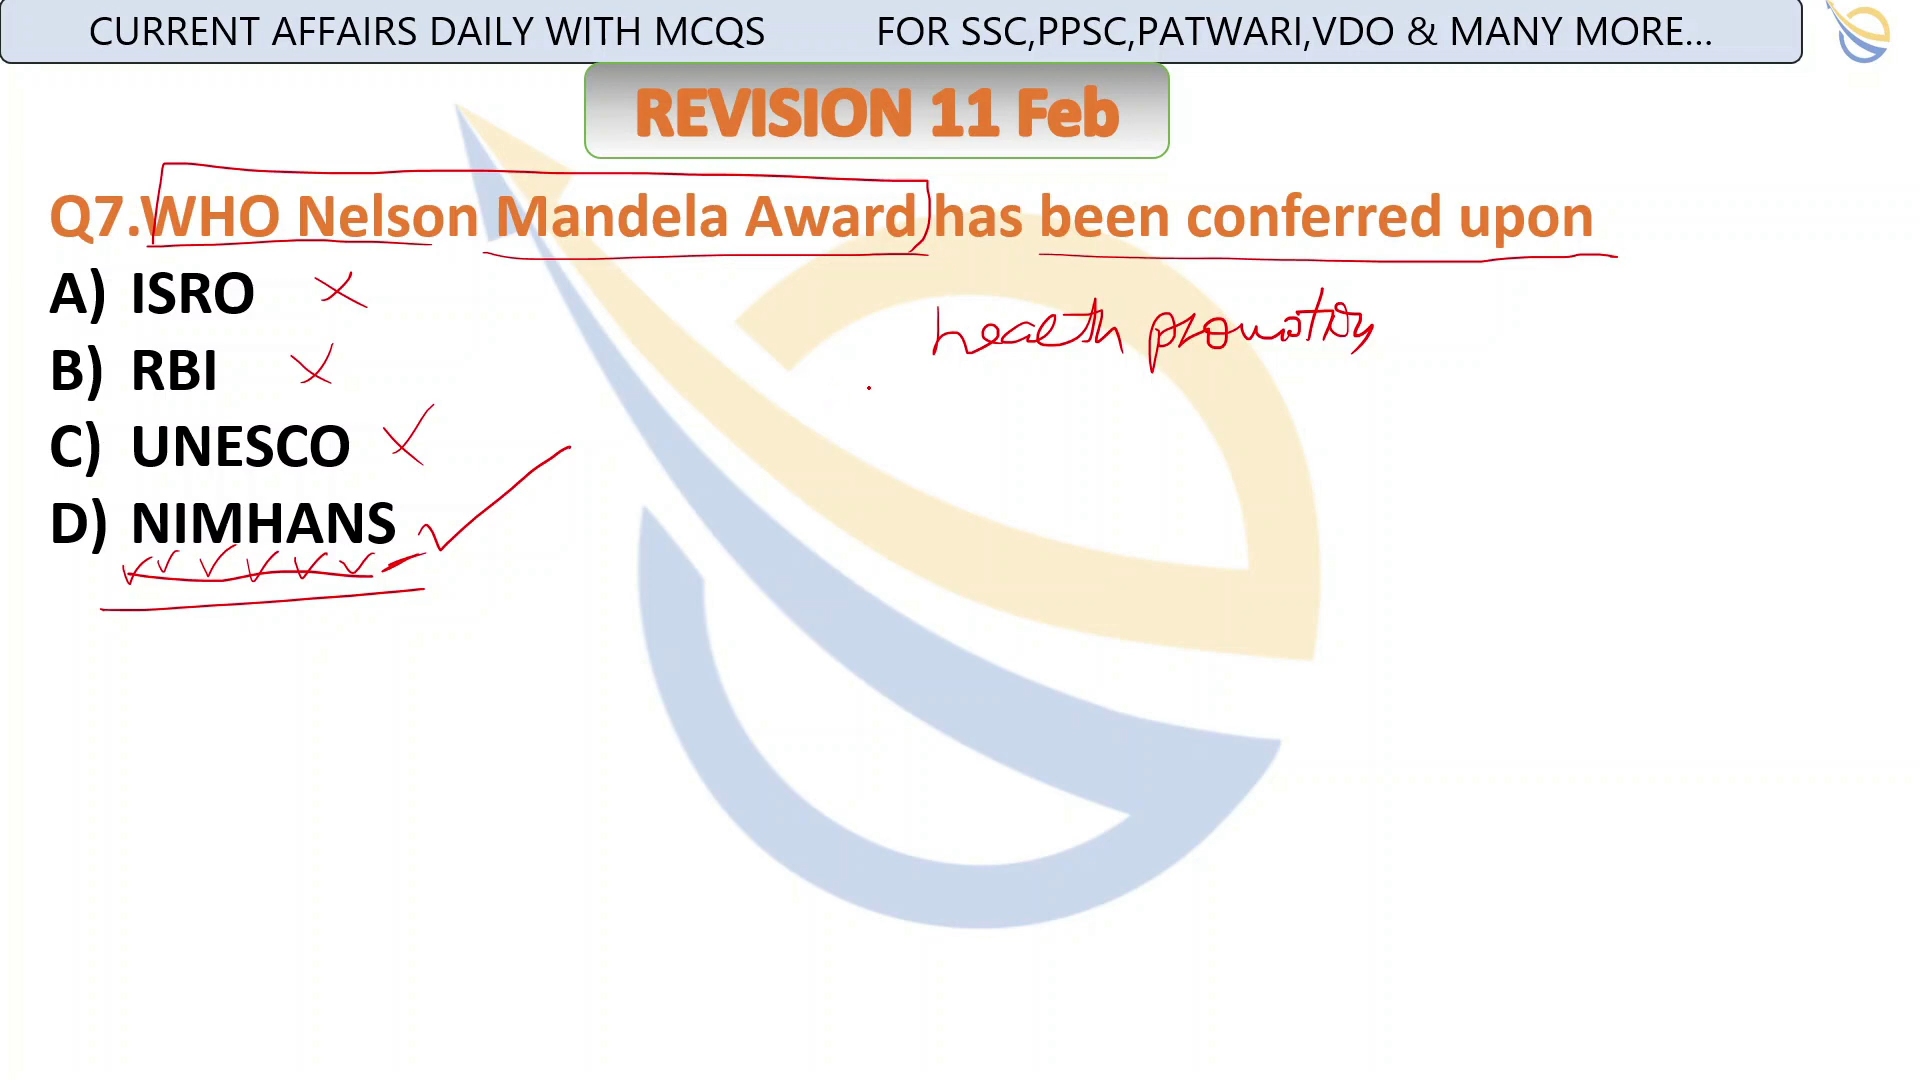 CURRENT AFFAIRS DAILY WITH MCQS FOR SSC,PPSC,PATWARI,VDO & MANY MORE...
REVISION 11 Feb
Q7.WHO Nelson Mandela Award has been conferred upon
A) ISRO
B) RBI
C) UNESCO
D) NIMHANS
health promotion